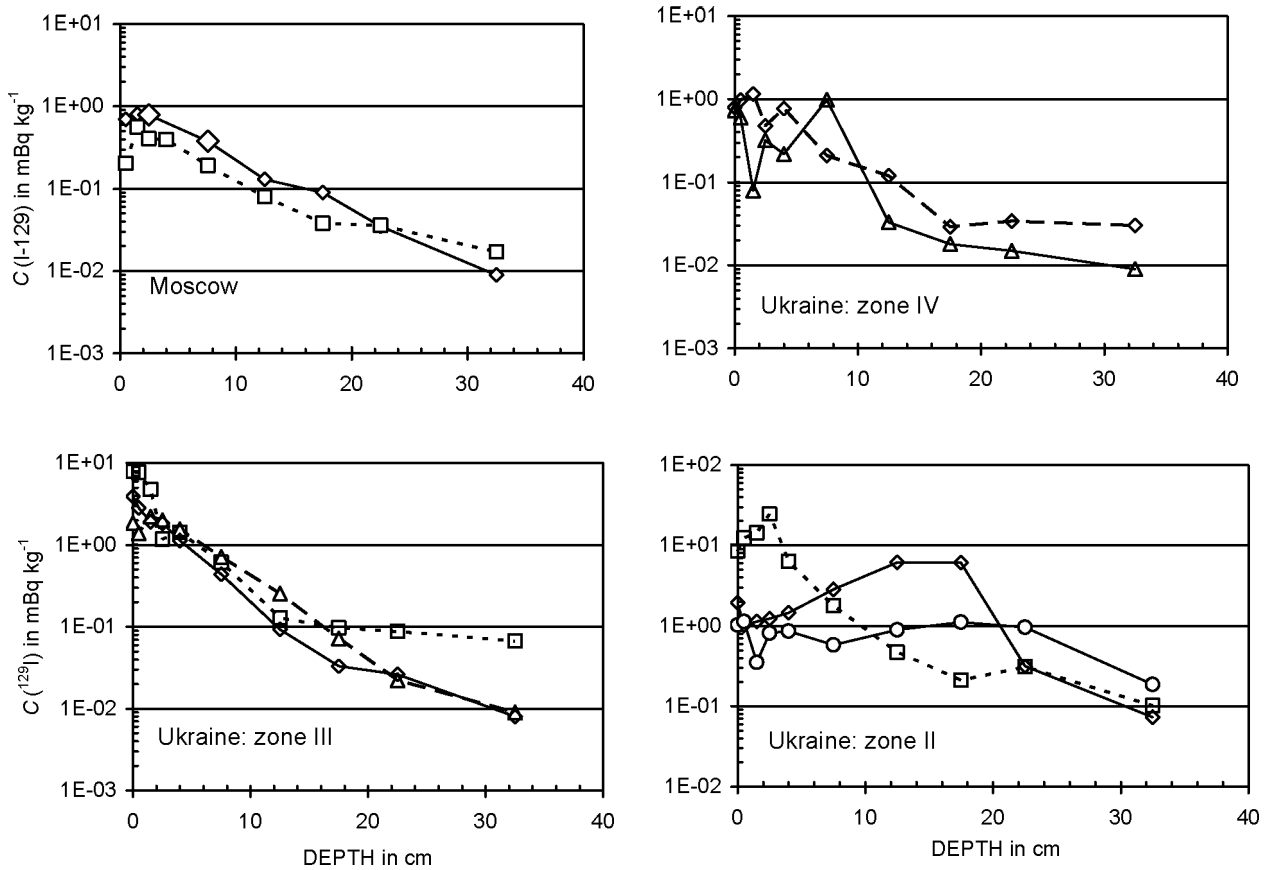 C (I-129) in mBq kg⁻¹
1E+01
1E+00
1E-01
1E-02
1E-03
Moscow
0 10 20 30 40
1E+01
1E+00
1E-01
1E-02
1E-03
Ukraine: zone IV
0 10 20 30 40
C (¹²⁹I) in mBq kg⁻¹
1E+01
1E+00
1E-01
1E-02
1E-03
Ukraine: zone III
0 10 20 30 40
DEPTH in cm
1E+02
1E+01
1E+00
1E-01
1E-02
Ukraine: zone II
0 10 20 30 40
DEPTH in cm